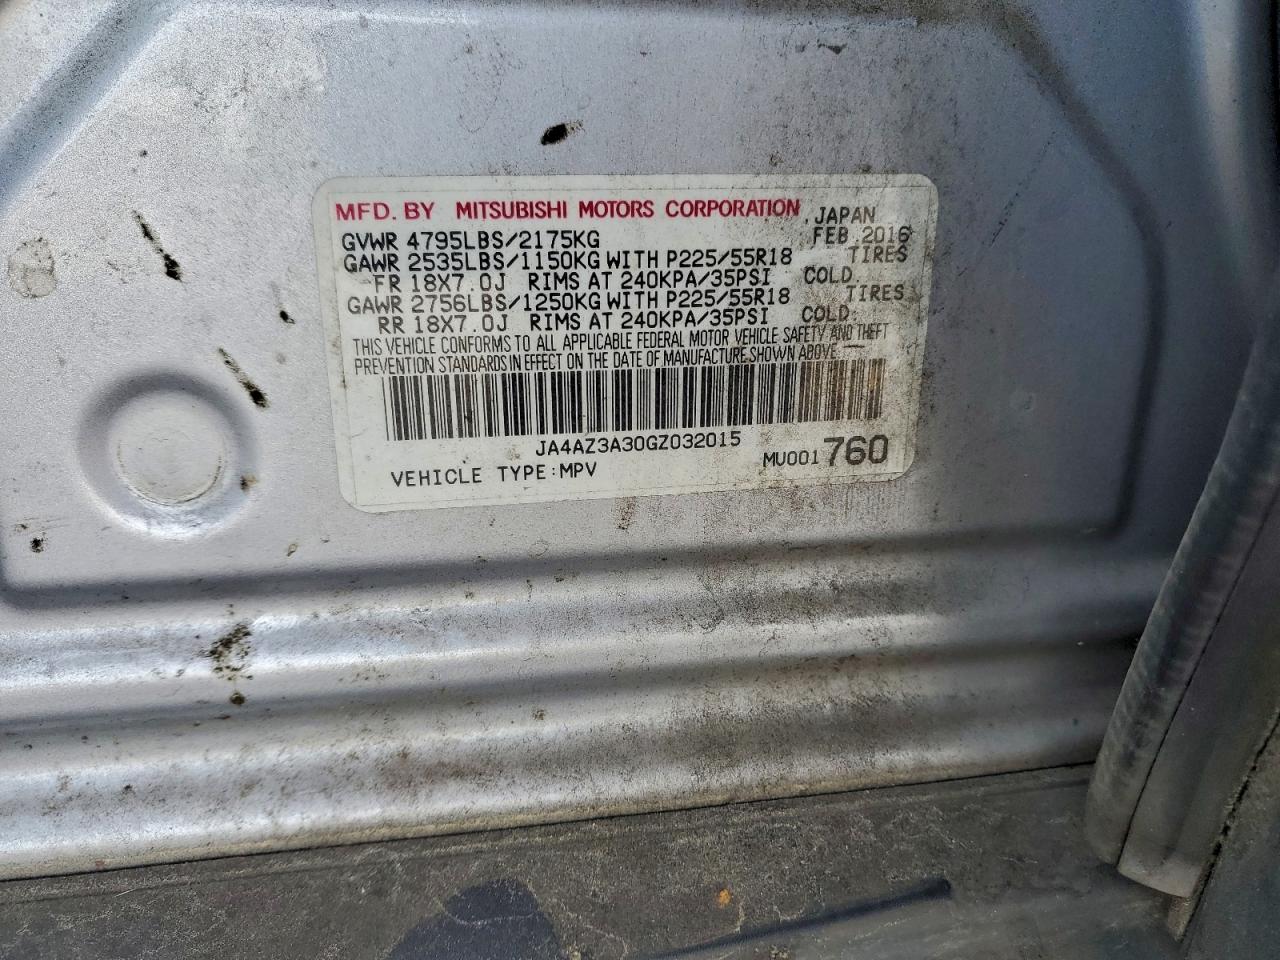 MFD. BY MITSUBISHI MOTORS CORPORATION JAPAN
GVWR 4795LBS/2175KG FEB 2016
GAWR 2535LBS/1150KG WITH P225/55R18 TIRES
FR 18X7.0J RIMS AT 240KPA/35PSI COLD.
GAWR 2756LBS/1250KG WITH P225/55R18 TIRES
RR 18X7.0J RIMS AT 240KPA/35PSI COLD.
THIS VEHICLE CONFORMS TO ALL APPLICABLE FEDERAL MOTOR VEHICLE SAFETY AND THEFT
PREVENTION STANDARDS IN EFFECT ON THE DATE OF MANUFACTURE SHOWN ABOVE.
JA4AZ3A30GZ032015
VEHICLE TYPE:MPV MU001760